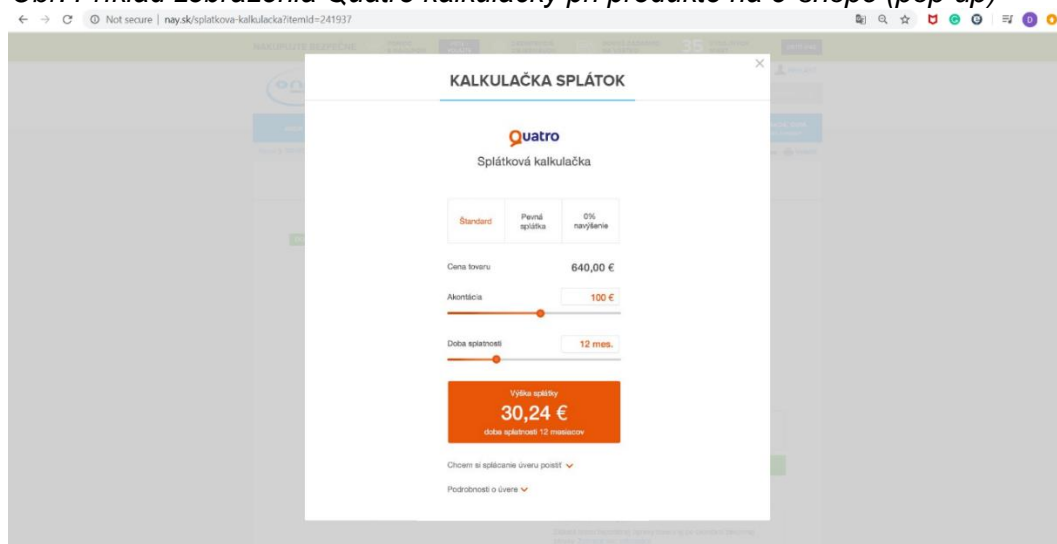 Obr. Príklad zobrazenia Quatro kalkulačky pri produkte na e-shope (pop-up)
Not secure | nay.sk/splatkova-kalkulacka?itemId=241937
KALKULAČKA SPLÁTOK
Quatro
Splátková kalkulačka
Štandard
Pevná splátka
0% navýšenie
Cena tovaru 640,00 €
Akontácia 100 €
Doba splatnosti 12 mes.
Výška splátky
30,24 €
doba splatnosti 12 mesiacov
Chcem si splácanie úveru poistiť
Podrobnosti o úvere